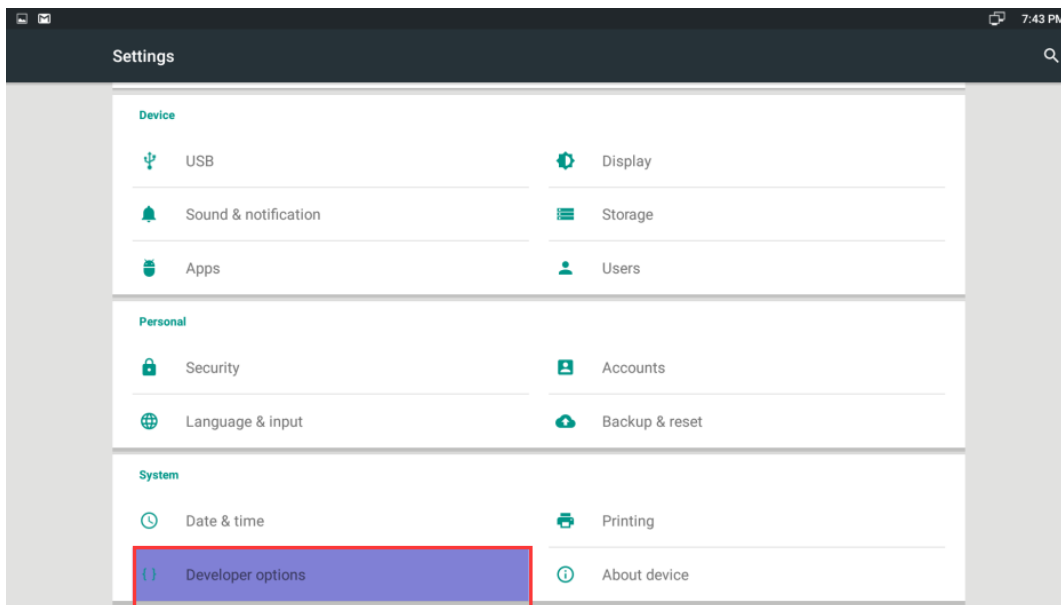 7:43 PM
Settings
Device
USB
Display
Sound & notification
Storage
Apps
Users
Personal
Security
Accounts
Language & input
Backup & reset
System
Date & time
Printing
{ } Developer options
About device